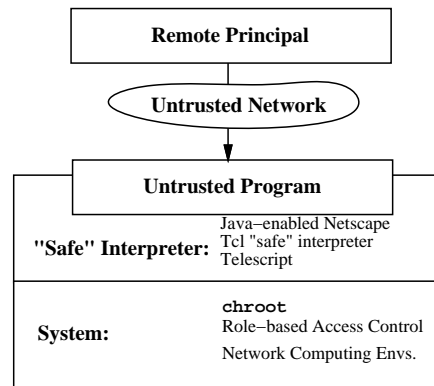 Remote Principal
Untrusted Network
Untrusted Program
"Safe" Interpreter:
Java−enabled Netscape
Tcl "safe" interpreter
Telescript
System:
chroot
Role−based Access Control
Network Computing Envs.